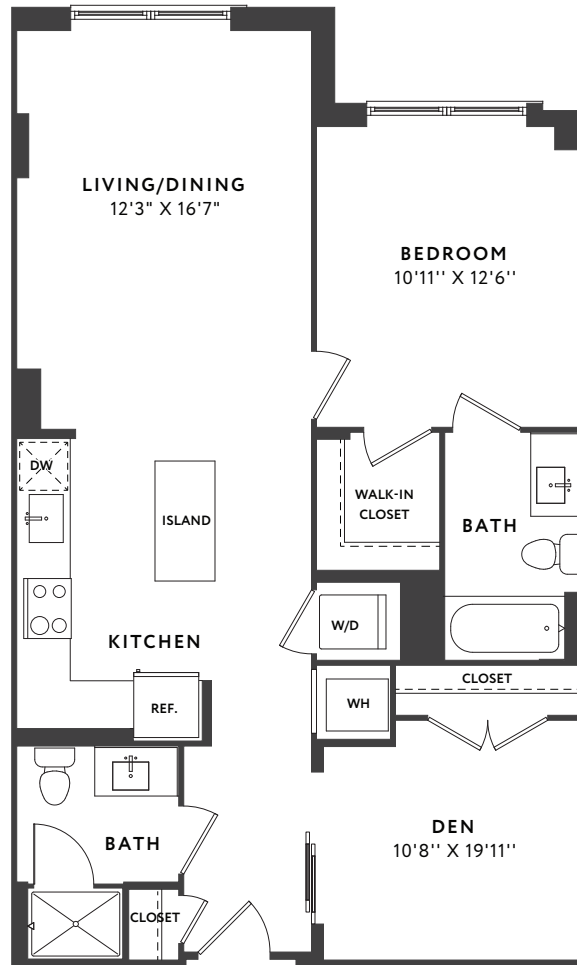 LIVING/DINING
12'3" X 16'7"
BEDROOM
10'11'' X 12'6''
DW
ISLAND
WALK-IN
CLOSET
BATH
W/D
KITCHEN
REF.
WH
CLOSET
BATH
DEN
10'8'' X 19'11''
CLOSET